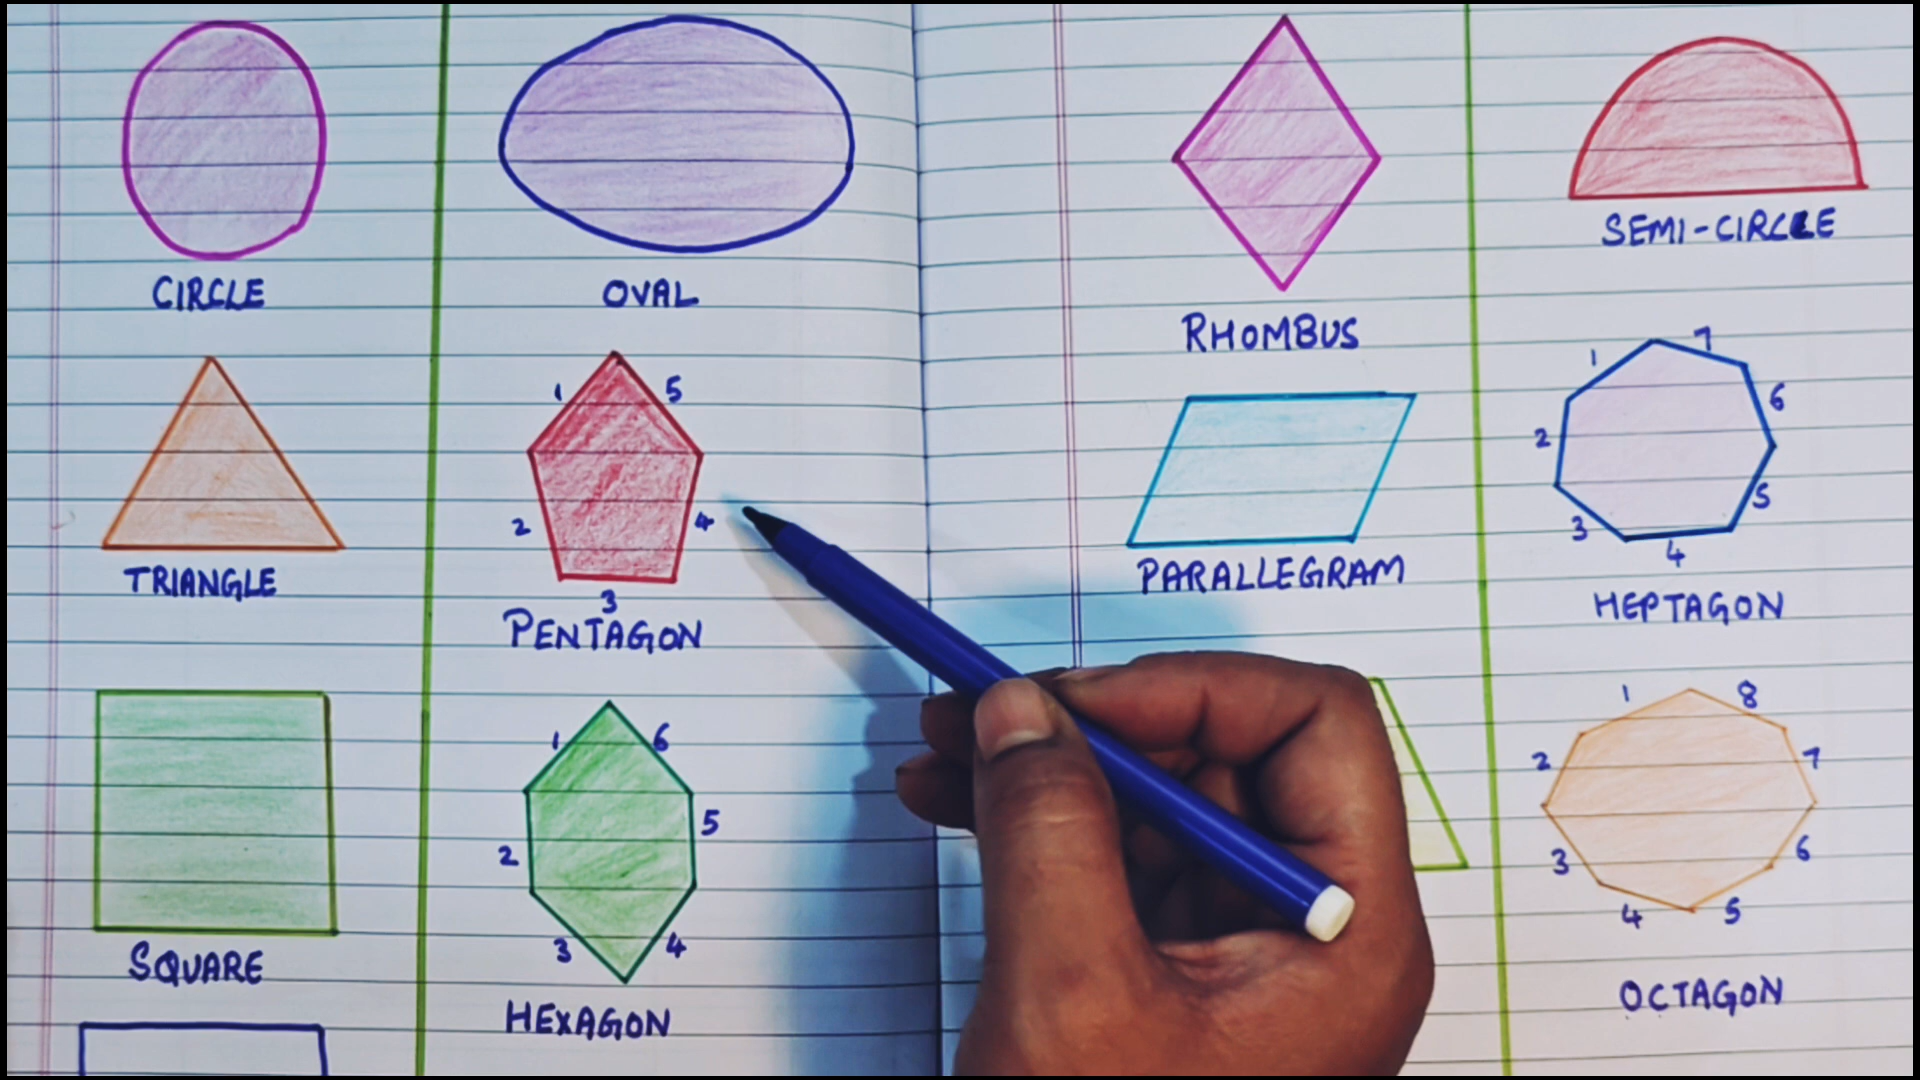 CIRCLE
OVAL
1
5
2
4
3
TRIANGLE
PENTAGON
1
6
2
5
3
4
SQUARE
HEXAGON
RHOMBUS
SEMI-CIRCLE
1
7
2
6
3
5
4
PARALLEGRAM
HEPTAGON
1
8
2
7
3
6
4
5
OCTAGON